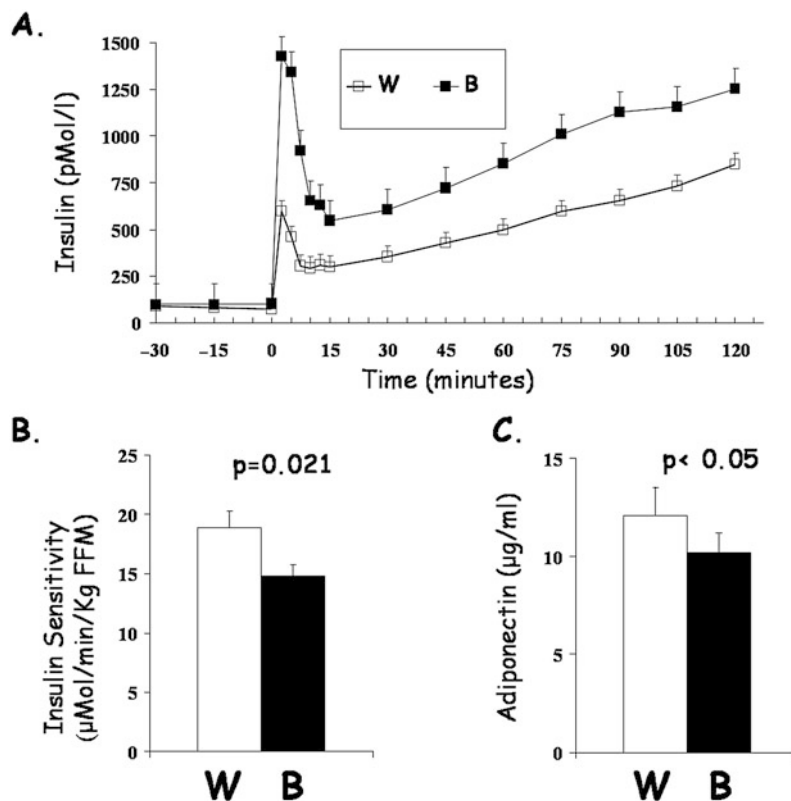 A.
1500
1250
1000
750
500
250
0
Insulin (pMol/l)
W B
–30 –15 0 15 30 45 60 75 90 105 120
Time (minutes)
B.
25
20
15
10
5
0
Insulin Sensitivity
(µMol/min/Kg FFM)
p=0.021
W B
C.
15
10
5
0
Adiponectin (µg/ml)
p< 0.05
W B